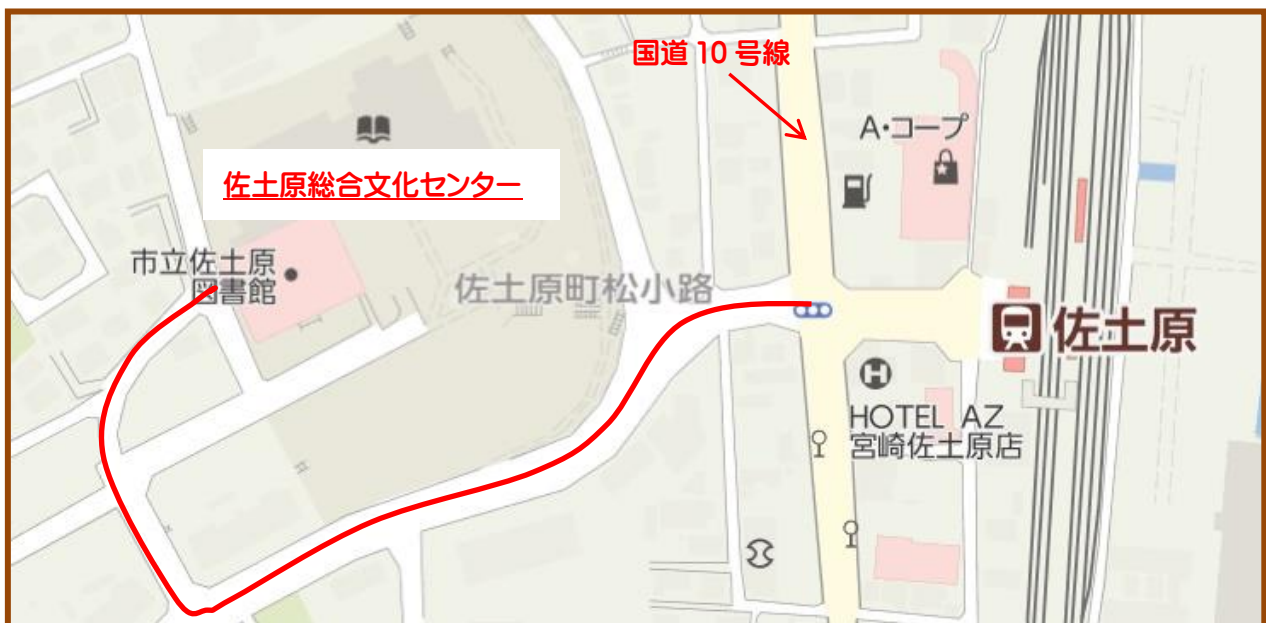 国道 10 号線
A・コープ
佐土原総合文化センター
市立佐土原
図書館
佐土原町松小路
佐土原
H
HOTEL AZ
宮崎佐土原店